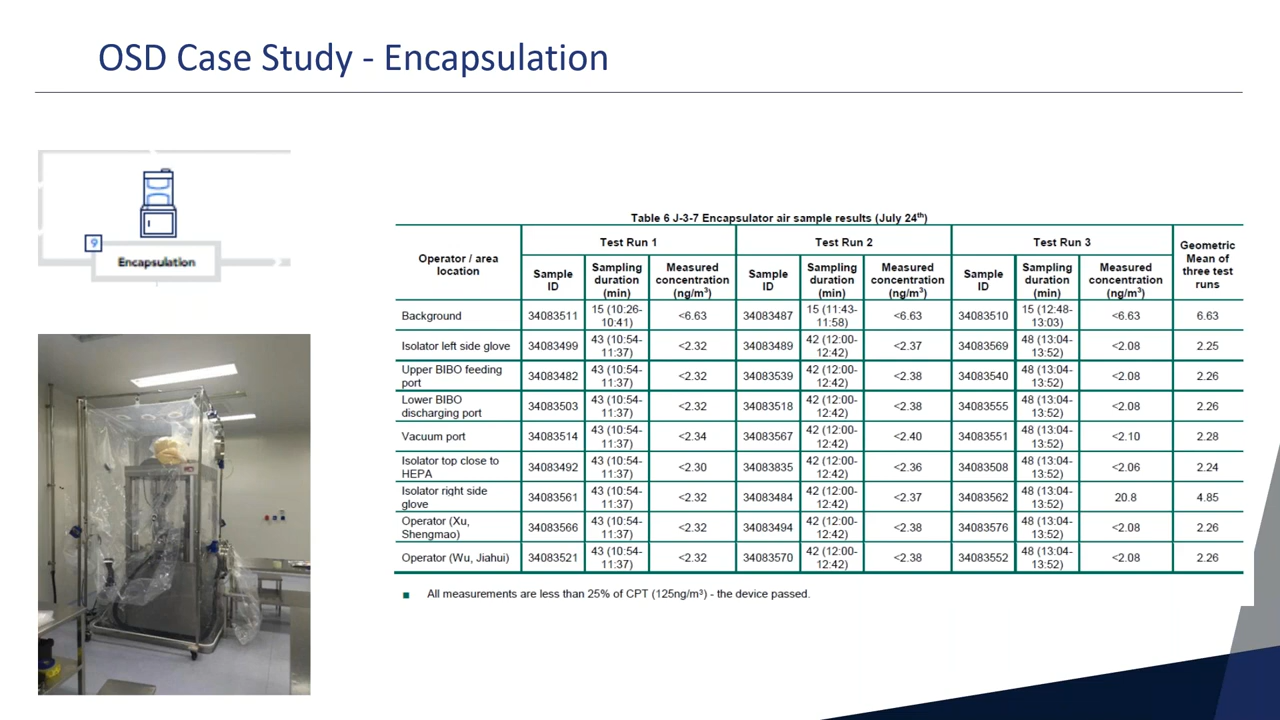 OSD Case Study - Encapsulation
9
Encapsulation
Table 6 J-3-7 Encapsulator air sample results (July 24th)
Operator / area location Test Run 1 Test Run 2 Test Run 3 Geometric Mean of three test runs
Sample ID Sampling duration (min) Measured concentration (ng/m³) Sample ID Sampling duration (min) Measured concentration (ng/m³) Sample ID Sampling duration (min) Measured concentration (ng/m³)
Background 34083511 15 (10:26-10:41) <6.63 34083487 15 (11:43-11:58) <6.63 34083510 15 (12:48-13:03) <6.63 6.63
Isolator left side glove 34083499 43 (10:54-11:37) <2.32 34083489 42 (12:00-12:42) <2.37 34083569 48 (13:04-13:52) <2.08 2.25
Upper BIBO feeding port 34083482 43 (10:54-11:37) <2.32 34083539 42 (12:00-12:42) <2.38 34083540 48 (13:04-13:52) <2.08 2.26
Lower BIBO discharging port 34083503 43 (10:54-11:37) <2.32 34083518 42 (12:00-12:42) <2.38 34083555 48 (13:04-13:52) <2.08 2.26
Vacuum port 34083514 43 (10:54-11:37) <2.34 34083567 42 (12:00-12:42) <2.40 34083551 48 (13:04-13:52) <2.10 2.28
Isolator top close to HEPA 34083492 43 (10:54-11:37) <2.30 34083835 42 (12:00-12:42) <2.36 34083508 48 (13:04-13:52) <2.06 2.24
Isolator right side glove 34083561 43 (10:54-11:37) <2.32 34083484 42 (12:00-12:42) <2.37 34083562 48 (13:04-13:52) 20.8 4.85
Operator (Xu, Shengmao) 34083566 43 (10:54-11:37) <2.32 34083494 42 (12:00-12:42) <2.38 34083576 48 (13:04-13:52) <2.08 2.26
Operator (Wu, Jiahui) 34083521 43 (10:54-11:37) <2.32 34083570 42 (12:00-12:42) <2.38 34083552 48 (13:04-13:52) <2.08 2.26
All measurements are less than 25% of CPT (125ng/m³) - the device passed.